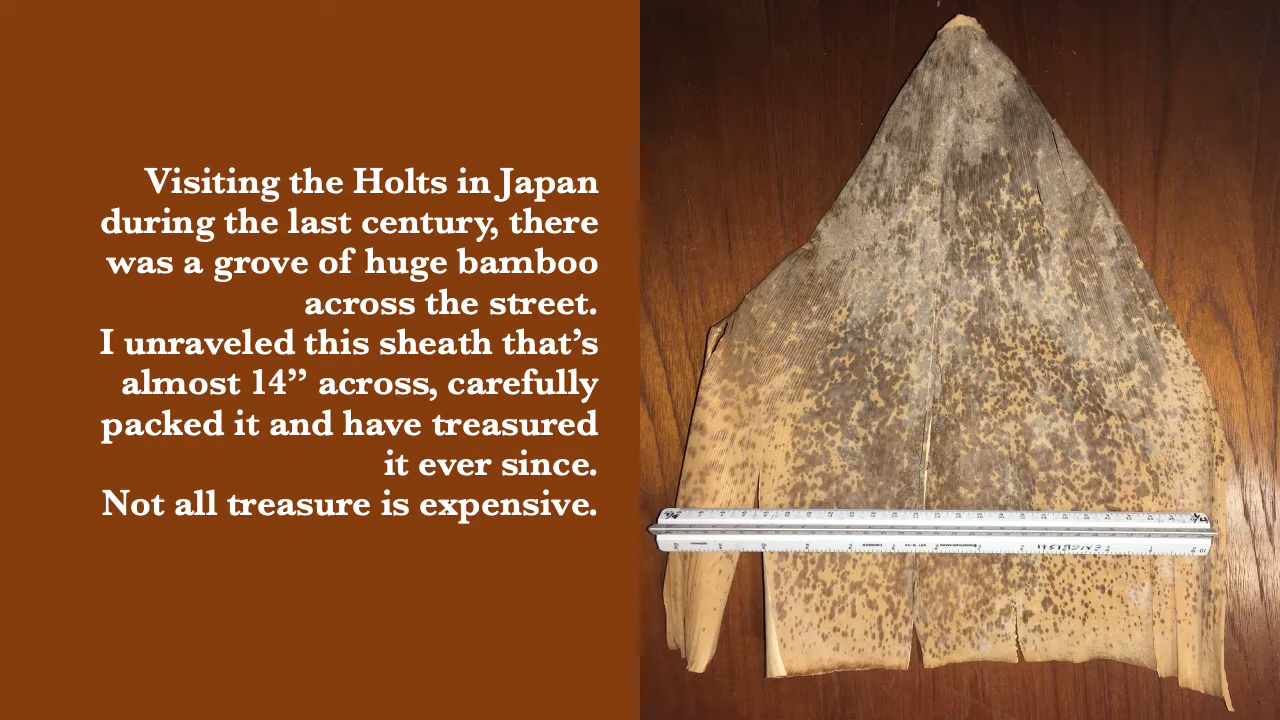 Visiting the Holts in Japan
during the last century, there
was a grove of huge bamboo
across the street.
I unraveled this sheath that’s
almost 14” across, carefully
packed it and have treasured
it ever since.
Not all treasure is expensive.
ENGLISH